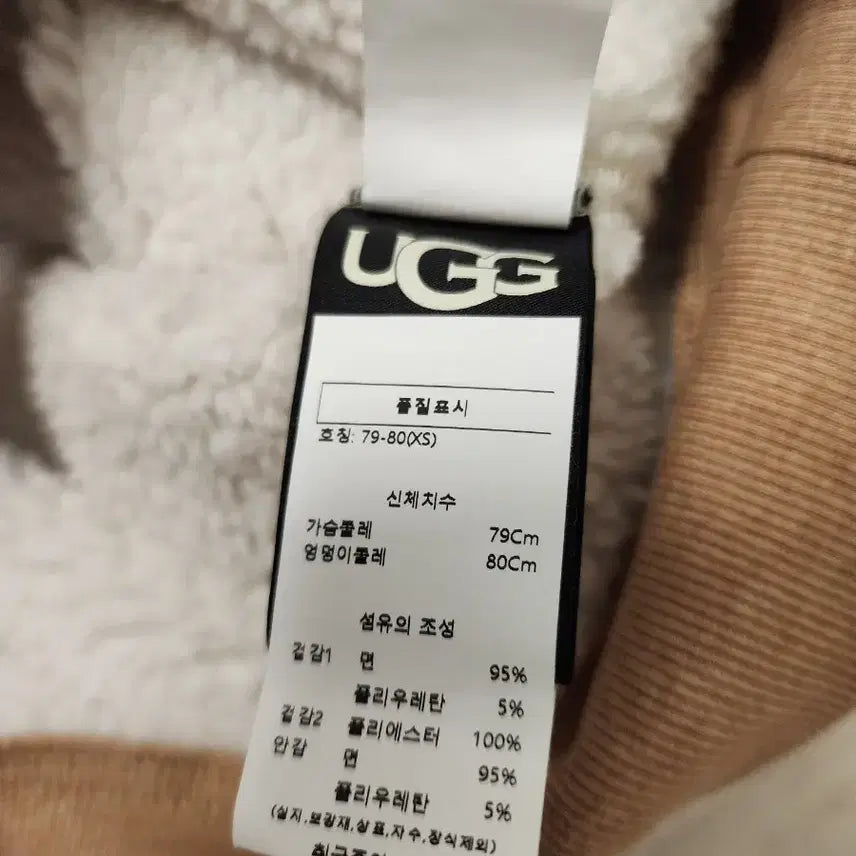 UGG
품질표시
호칭: 79-80(XS)
신체치수
가슴둘레 79Cm
엉덩이둘레 80Cm
섬유의 조성
겉감1 면 95%
폴리우레탄 5%
겉감2 폴리에스터 100%
안감 면 95%
폴리우레탄 5%
(실지,보강재,상표,자수,장식제외)